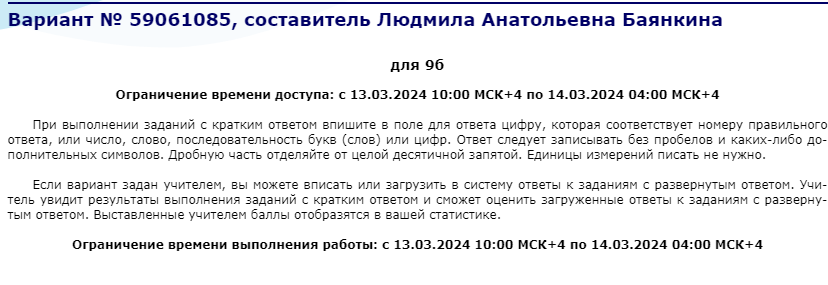 Вариант № 59061085, составитель Людмила Анатольевна Баянкина
для 9б
Ограничение времени доступа: с 13.03.2024 10:00 МСК+4 по 14.03.2024 04:00 МСК+4
При выполнении заданий с кратким ответом впишите в поле для ответа цифру, которая соответствует номеру правильного
ответа, или число, слово, последовательность букв (слов) или цифр. Ответ следует записывать без пробелов и каких-либо до-
полнительных символов. Дробную часть отделяйте от целой десятичной запятой. Единицы измерений писать не нужно.
Если вариант задан учителем, вы можете вписать или загрузить в систему ответы к заданиям с развернутым ответом. Учи-
тель увидит результаты выполнения заданий с кратким ответом и сможет оценить загруженные ответы к заданиям с разверну-
тым ответом. Выставленные учителем баллы отобразятся в вашей статистике.
Ограничение времени выполнения работы: с 13.03.2024 10:00 МСК+4 по 14.03.2024 04:00 МСК+4